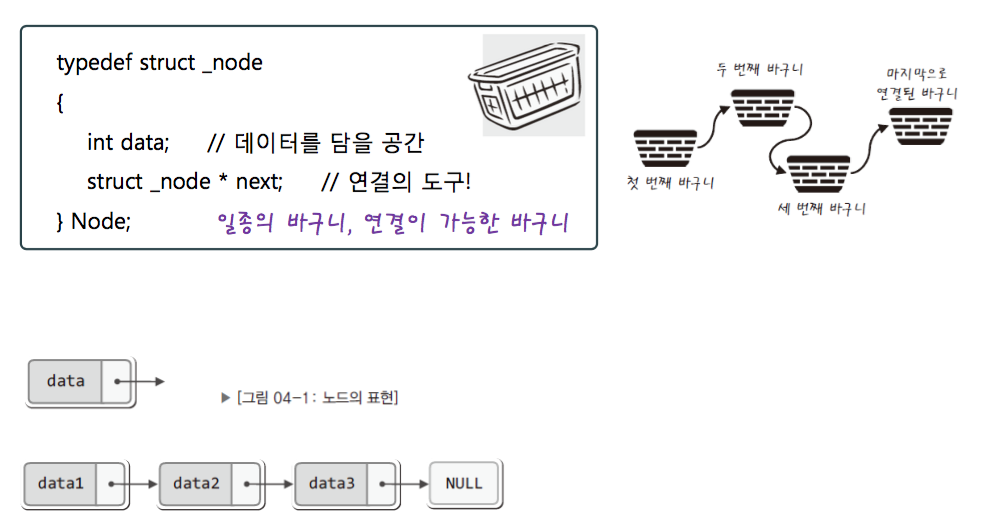 typedef struct _node
{
int data; // 데이터를 담을 공간
struct _node * next; // 연결의 도구!
} Node; 일종의 바구니, 연결이 가능한 바구니
첫 번째 바구니
두 번째 바구니
세 번째 바구니
마지막으로
연결된 바구니
data
▶ [그림 04-1: 노드의 표현]
data1 data2 data3 NULL